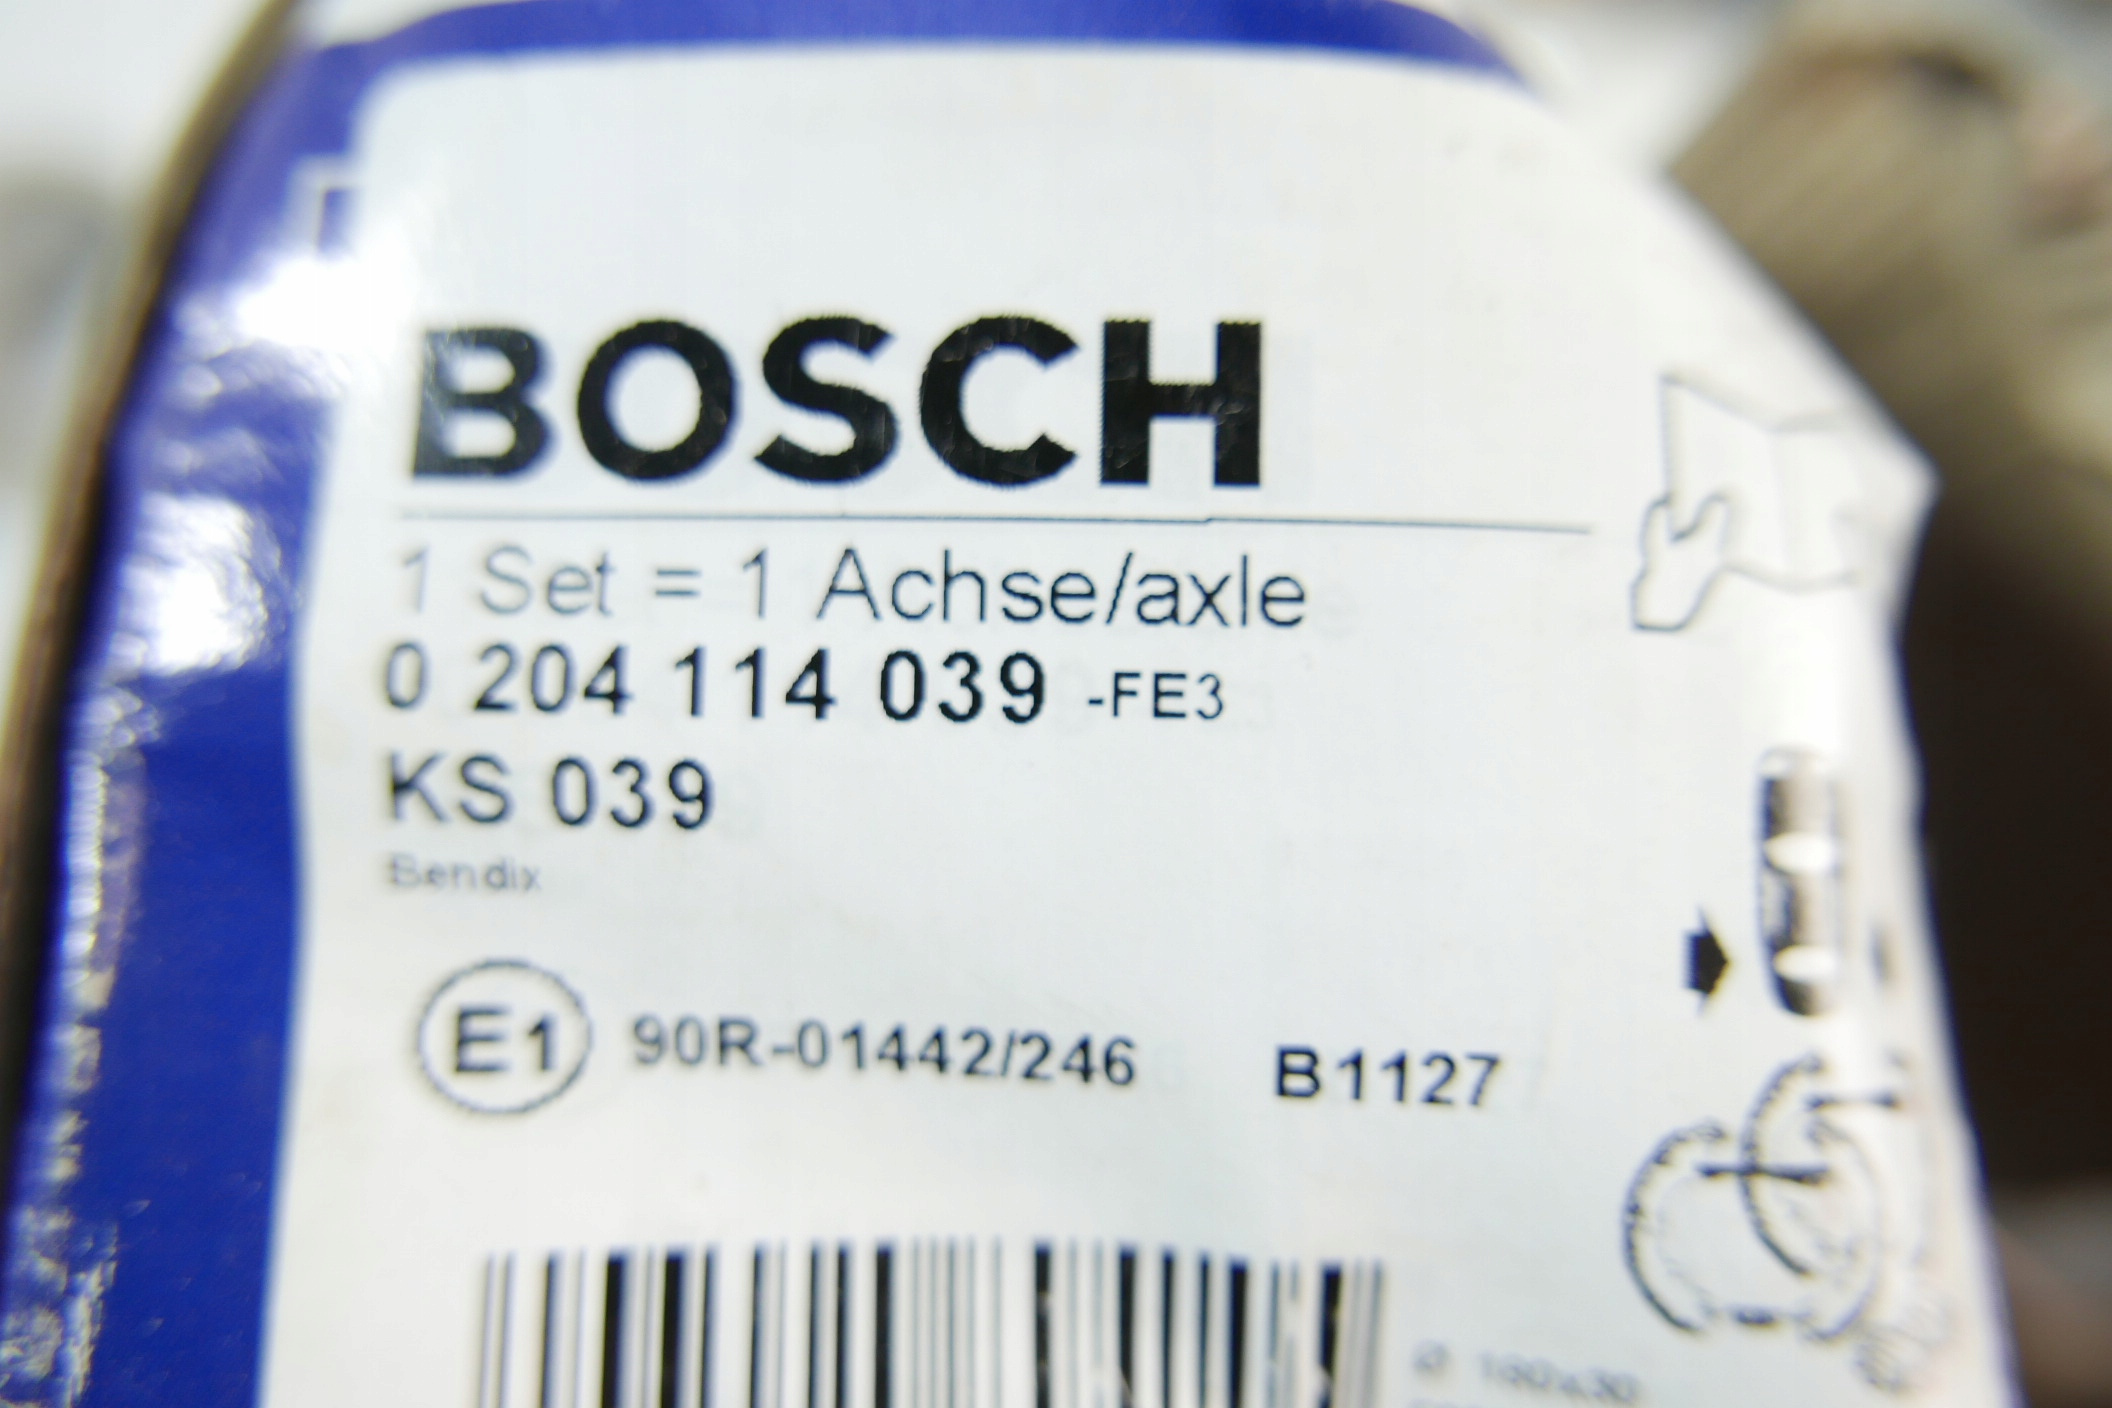 BOSCH
1 Set = 1 Achse/axle
0 204 114 039 -FE3
KS 039
Bendix
E1 90R-01442/246 B1127
Ø 180x30